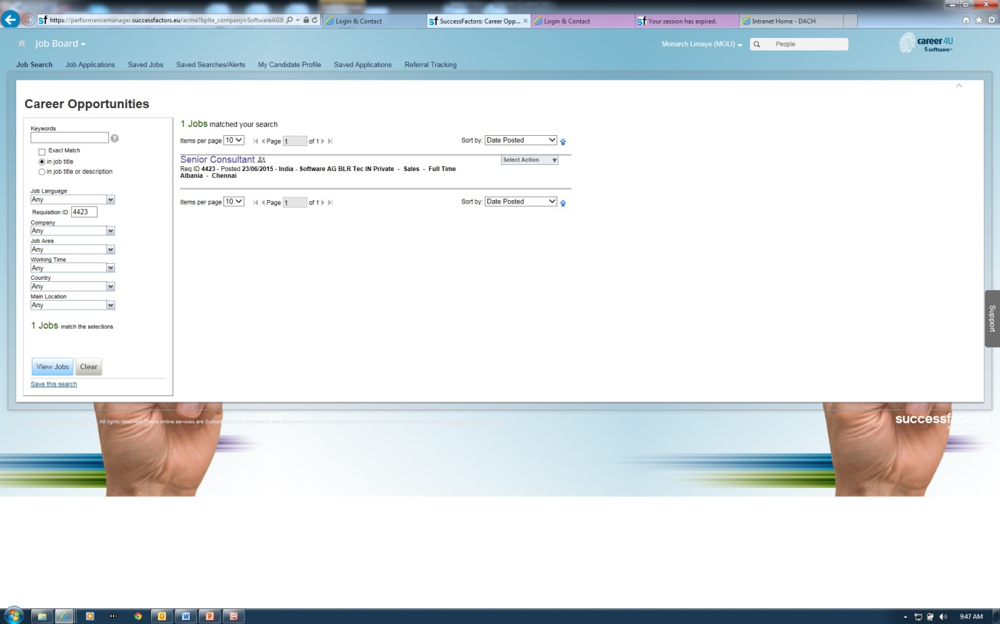 https://performancemanager.successfactors.eu/acme?bplte_company=SoftwareAG8
Login & Contact
SuccessFactors: Career Opp...
Login & Contact
Your session has expired.
Intranet Home - DACH
Job Board
Monarch Limaye (MOLI)
People
career4U
software AG
Job Search
Job Applications
Saved Jobs
Saved Searches/Alerts
My Candidate Profile
Saved Applications
Referral Tracking
Career Opportunities
Keywords
Exact Match
in job title
in job title or description
Job Language
Any
Requisition ID: 4423
Company
Any
Job Area
Any
Working Time
Any
Country
Any
Main Location
Any
1 Jobs match the selections
View Jobs
Clear
Save this search
1 Jobs matched your search
Items per page 10 Page 1 of 1 Sort by: Date Posted
Senior Consultant
Select Action
Req ID 4423 - Posted 23/06/2015 - India - Software AG BLR Tec IN Private - Sales - Full Time
Albania - Chennai
Items per page 10 Page 1 of 1 Sort by: Date Posted
Support
All rights reserved. These online services are SuccessFactors confidential and proprietary and for use by authorized SuccessFactors customers only.
successfactors
9:47 AM